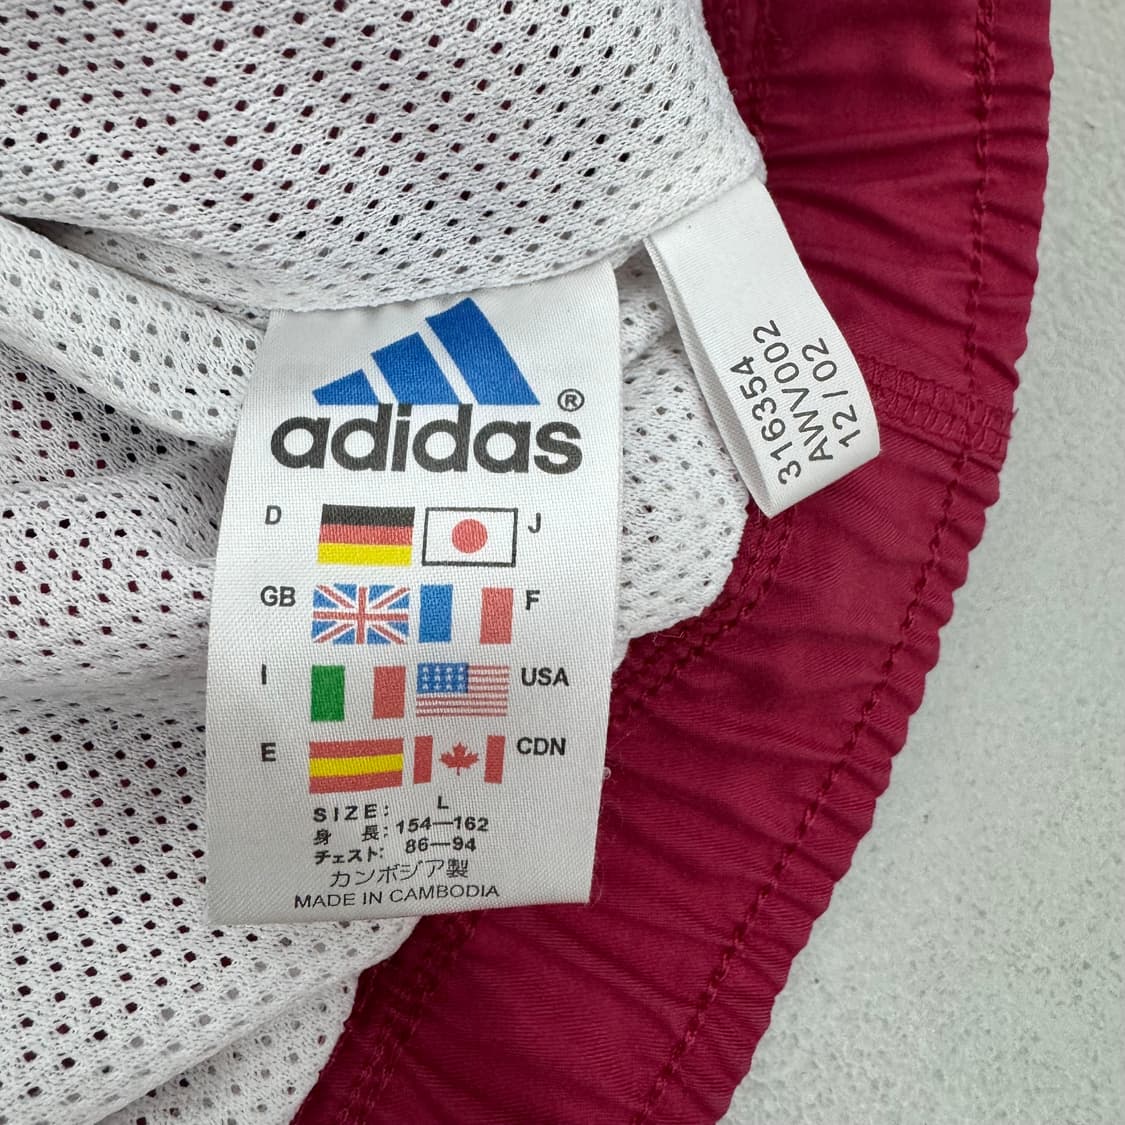 adidas®
D J
GB F
I USA
E CDN
SIZE: L
身 長: 154—162
チェスト: 86—94
カンボジア製
MADE IN CAMBODIA
3163554
AWV002
12/02